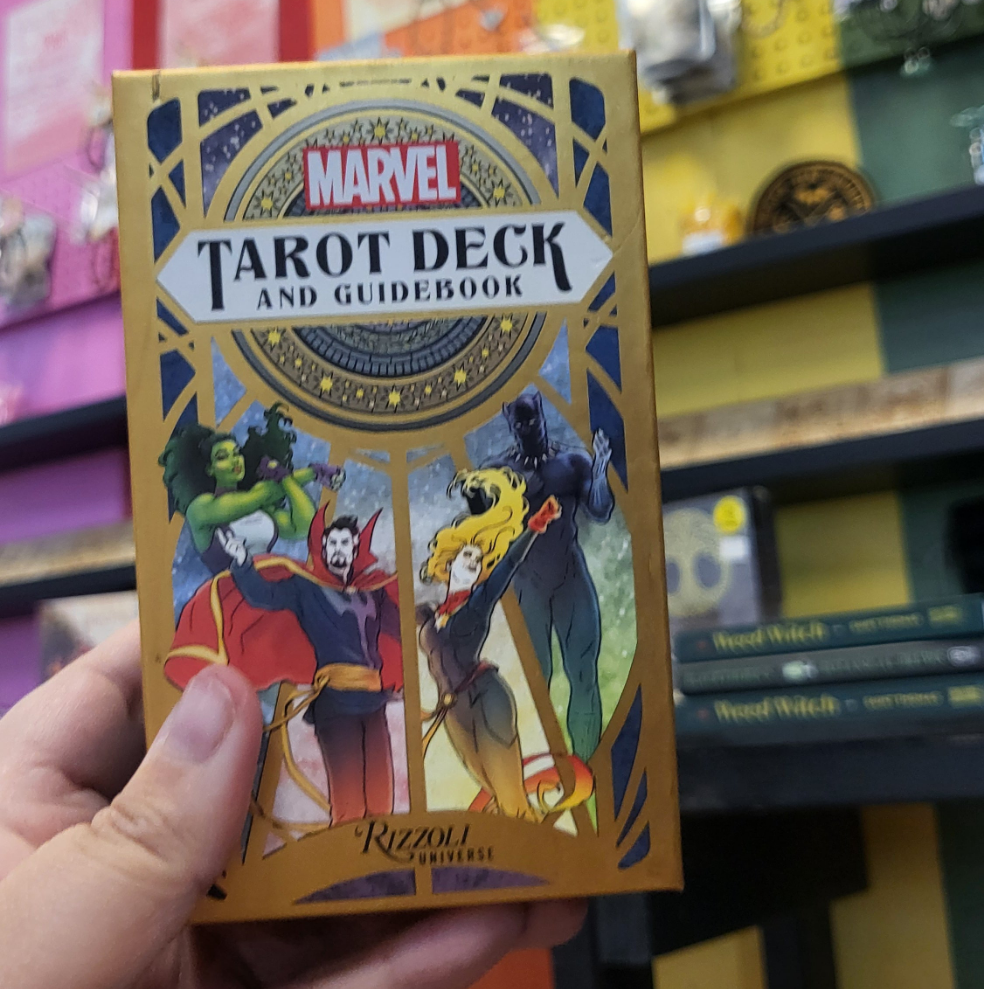 MARVEL
TAROT DECK
AND GUIDEBOOK
RIZZOLI
UNIVERSE
Weed Witch
Weed Witch